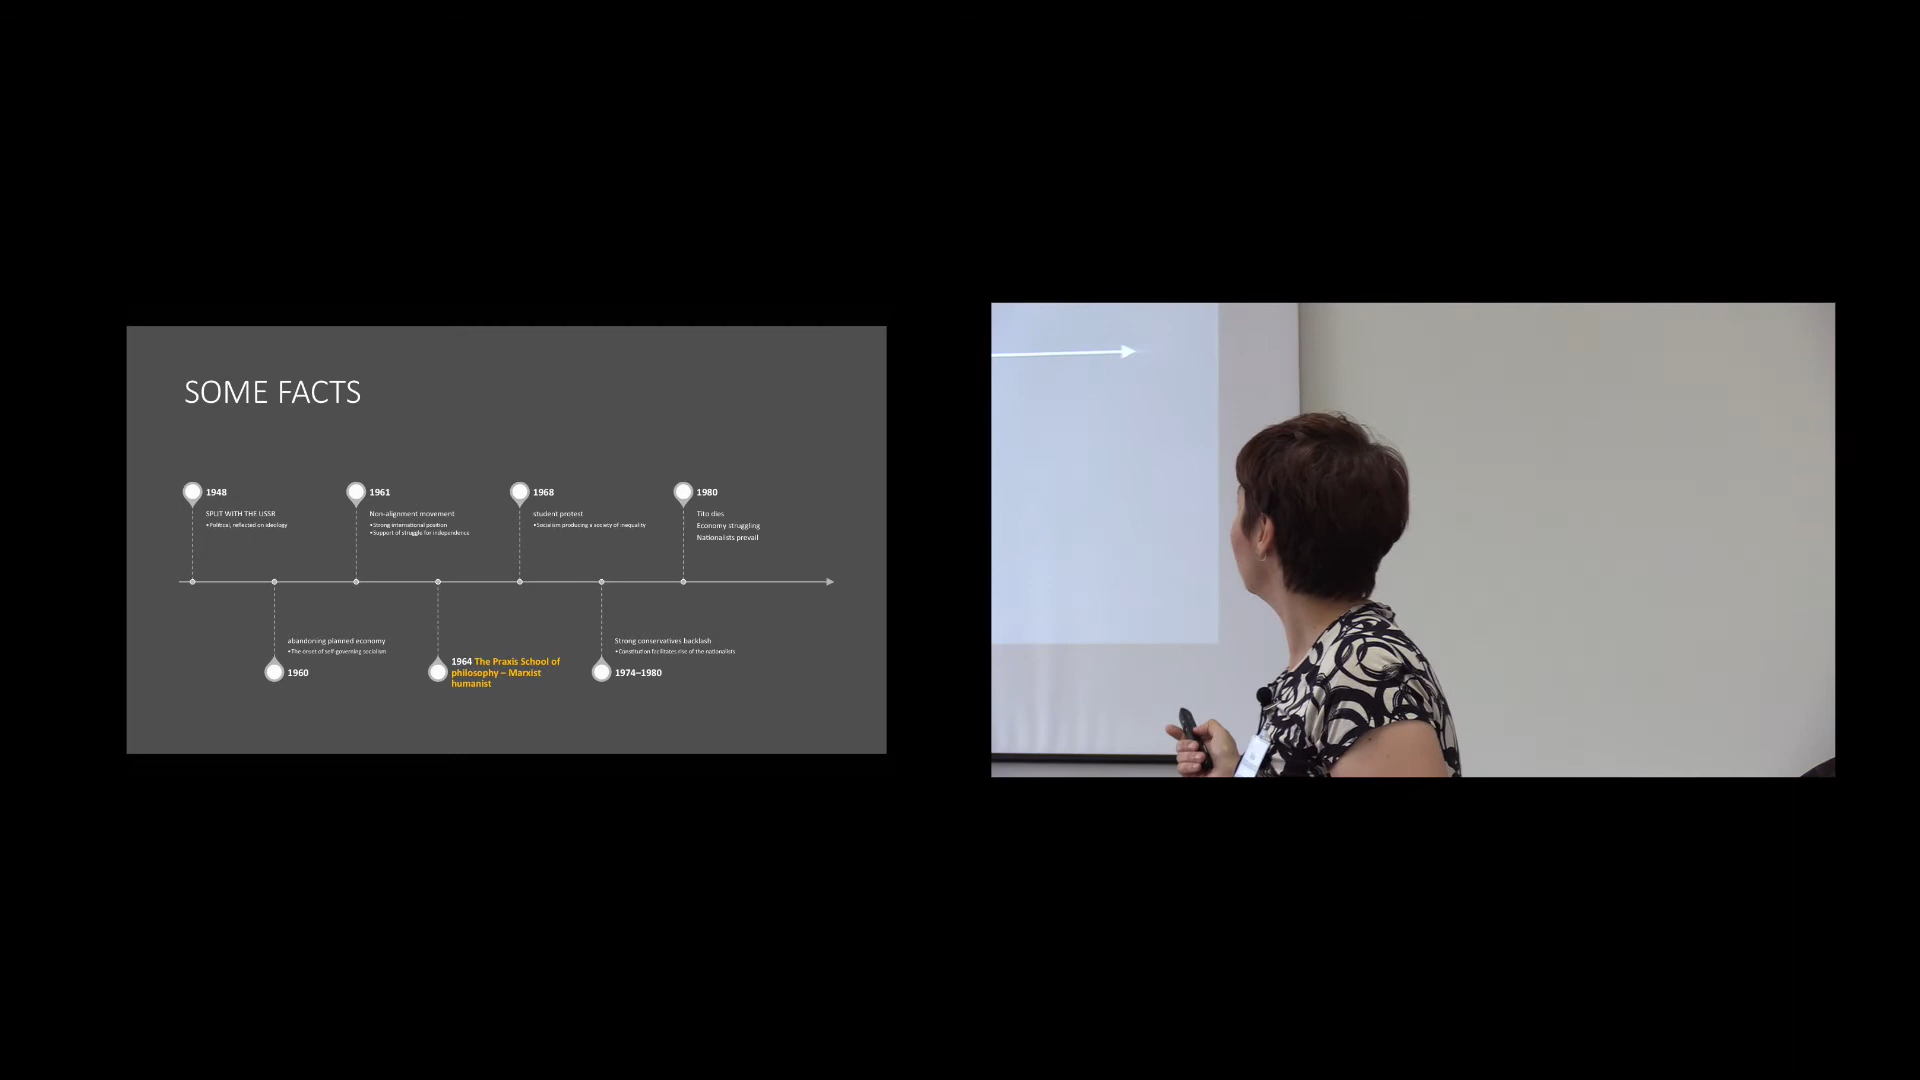 SOME FACTS
1948
SPLIT WITH THE USSR
•Political, reflected on ideology
1961
Non-alignment movement
•Strong international position
•Support of struggle for independence
1968
student protest
•Socialism producing a society of inequality
1980
Tito dies
Economy struggling
Nationalists prevail
abandoning planned economy
•The onset of self-governing socialism
1960
1964 The Praxis School of
philosophy – Marxist
humanist
Strong conservatives backlash
•Constitution facilitates rise of the nationalists
1974–1980